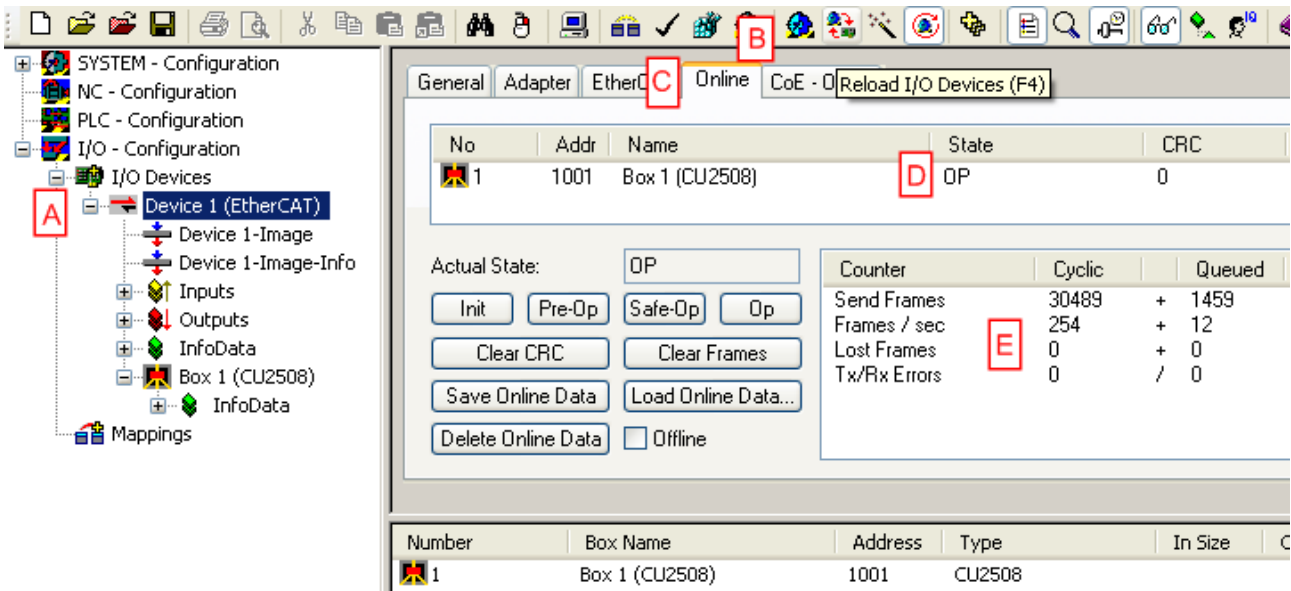 B
SYSTEM - Configuration
NC - Configuration
PLC - Configuration
I/O - Configuration
I/O Devices
A
Device 1 (EtherCAT)
Device 1-Image
Device 1-Image-Info
Inputs
Outputs
InfoData
Box 1 (CU2508)
InfoData
Mappings
General Adapter C Online CoE - O
Reload I/O Devices (F4)
No Addr Name State CRC
1 1001 Box 1 (CU2508) D OP 0
Actual State: OP
Init Pre-Op Safe-Op Op
Clear CRC Clear Frames
Save Online Data Load Online Data...
Delete Online Data Offline
Counter Cyclic Queued
Send Frames 30489 + 1459
Frames / sec 254 + 12
E
Lost Frames 0 + 0
Tx/Rx Errors 0 / 0
Number Box Name Address Type In Size
1 Box 1 (CU2508) 1001 CU2508